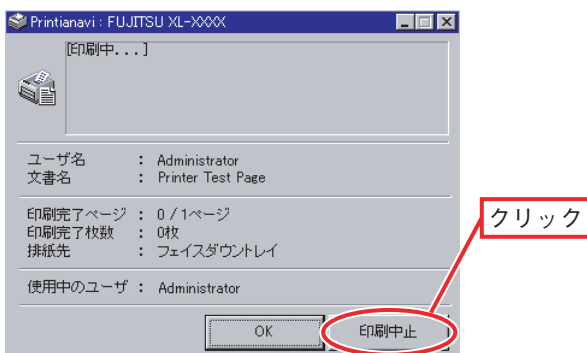 Printianavi : FUJITSU XL-XXXX
[印刷中...]
ユーザ名 : Administrator
文書名 : Printer Test Page
印刷完了ページ : 0 / 1ページ
印刷完了枚数 : 0枚
排紙先 : フェイスダウントレイ
使用中のユーザ : Administrator
OK 印刷中止
クリック